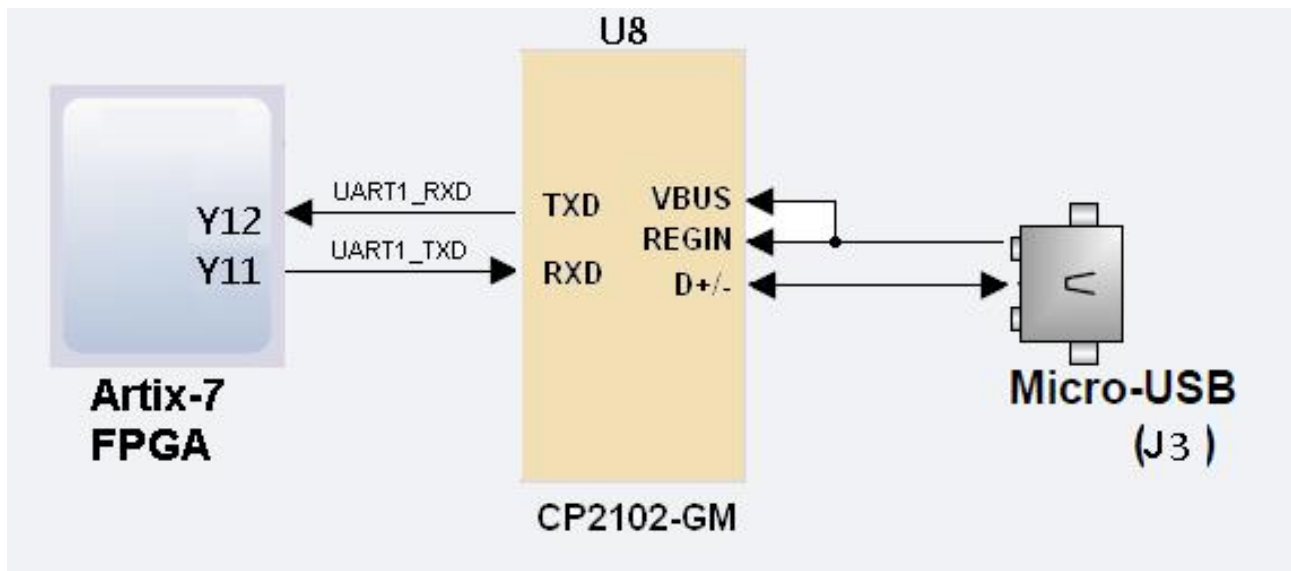 U8
UART1_RXD
TXD
VBUS
Y12
REGIN
UART1_TXD
Y11
RXD
D+/-
Artix-7
FPGA
Micro-USB
(J3 )
CP2102-GM